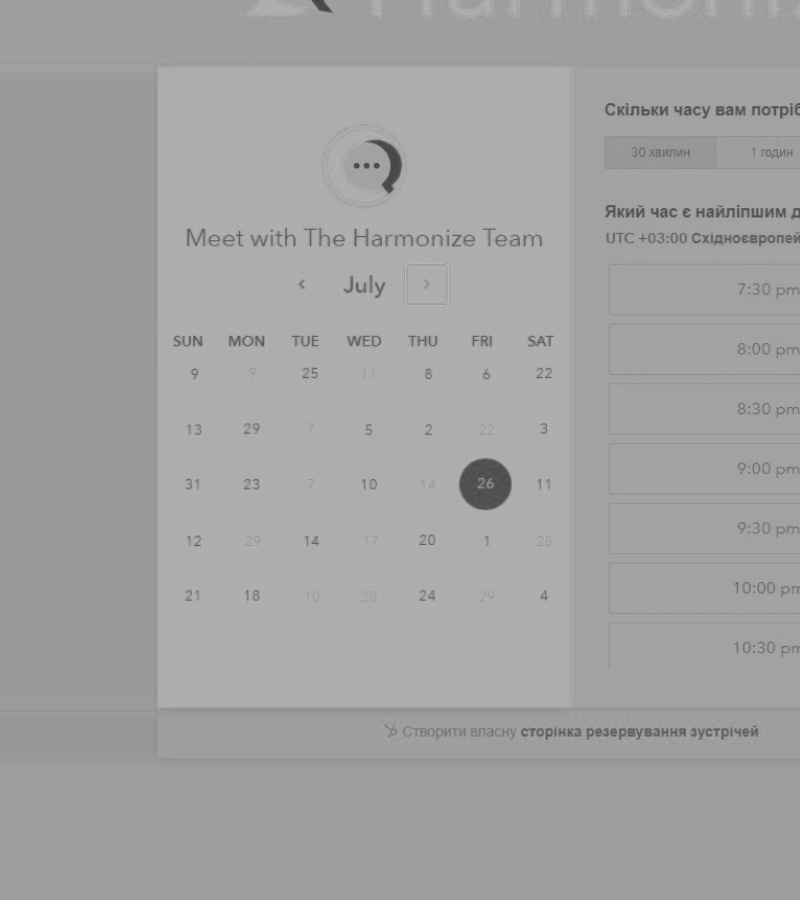 Harmoniz
Meet with The Harmonize Team
July
SUN MON TUE WED THU FRI SAT
9 9 25 11 8 6 22
13 29 7 5 2 22 3
31 23 7 10 14 26 11
12 29 14 17 20 1 28
21 18 10 28 24 29 4
Скільки часу вам потріб
30 хвилин 1 годин
Який час є найліпшим д
UTC +03:00 Східноєвропей
7:30 pm
8:00 pm
8:30 pm
9:00 pm
9:30 pm
10:00 pm
10:30 pm
Створити власну сторінка резервування зустрічей